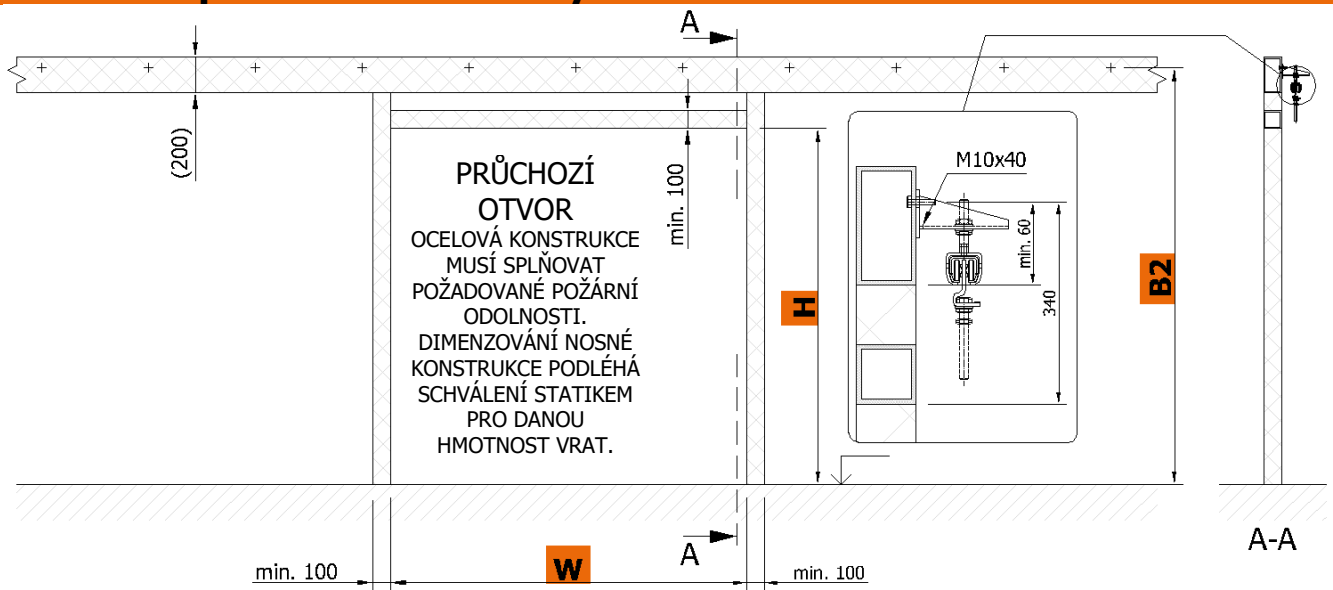 A
(200)
PRŮCHOZÍ
OTVOR
OCELOVÁ KONSTRUKCE
MUSÍ SPLŇOVAT
POŽADOVANÉ POŽÁRNÍ
ODOLNOSTI.
DIMENZOVÁNÍ NOSNÉ
KONSTRUKCE PODLÉHÁ
SCHVÁLENÍ STATIKEM
PRO DANOU
HMOTNOST VRAT.
min. 100
H
M10x40
min. 60
340
B2
min. 100
W
A
min. 100
A-A